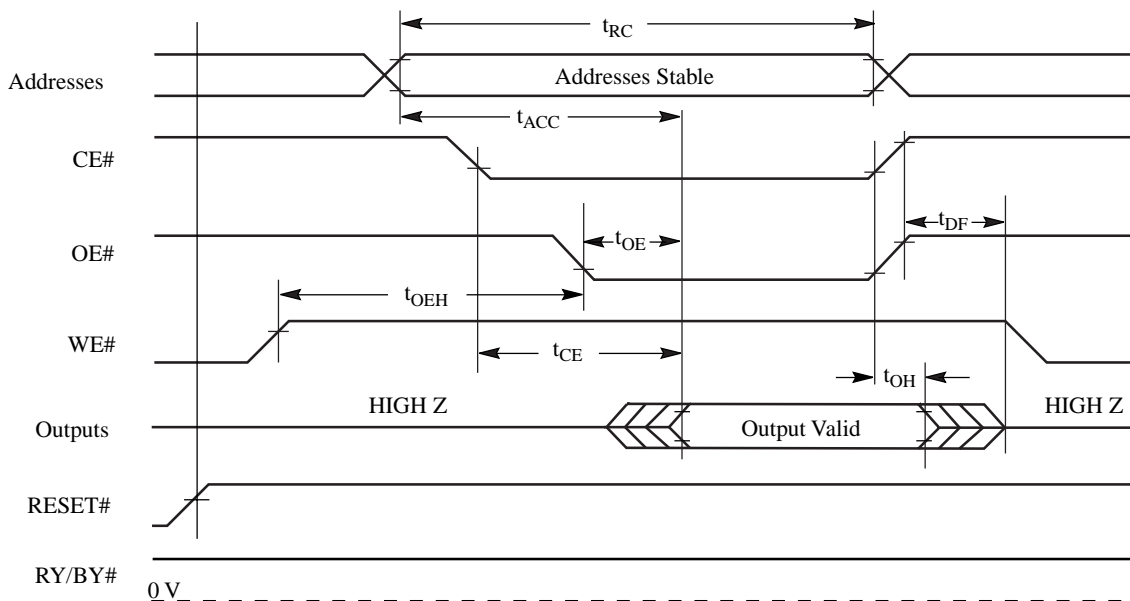 tRC
Addresses
Addresses Stable
tACC
CE#
tDF
OE#
tOE
tOEH
WE#
tCE
tOH
HIGH Z
HIGH Z
Outputs
Output Valid
RESET#
RY/BY#
0 V